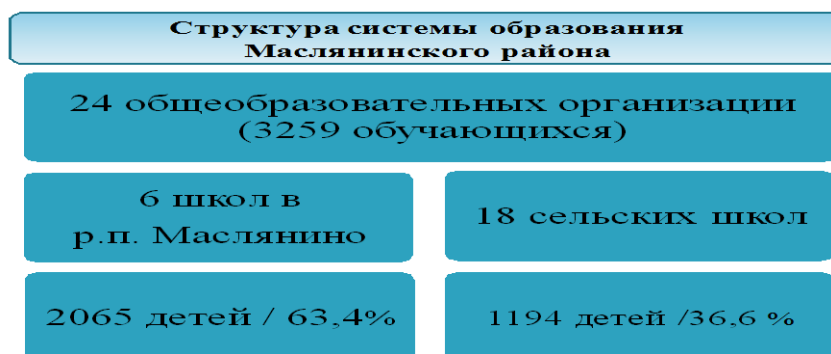 Структура системы образования
Маслянинского района
24 общеобразовательных организации
(3259 обучающихся)
6 школ в
р.п. Маслянино
18 сельских школ
2065 детей / 63,4%
1194 детей /36,6 %